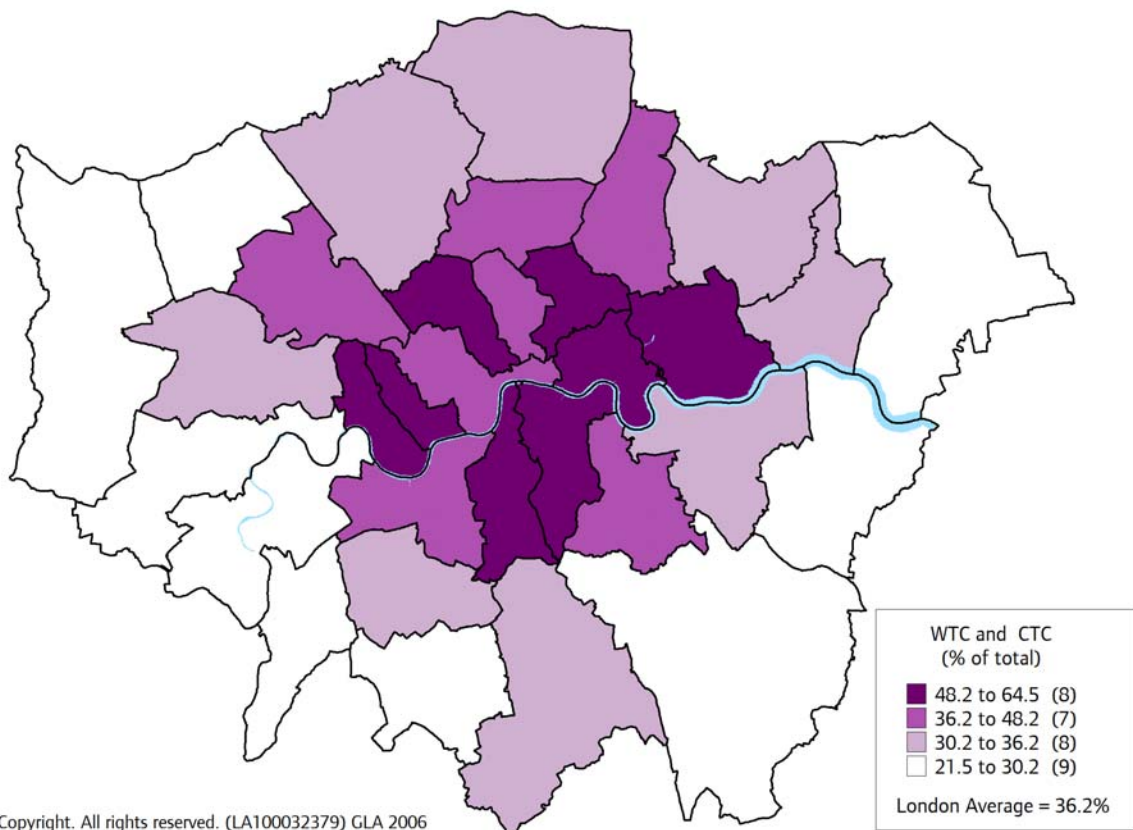 WTC and CTC
(% of total)
48.2 to 64.5 (8)
36.2 to 48.2 (7)
30.2 to 36.2 (8)
21.5 to 30.2 (9)
London Average = 36.2%
Copyright. All rights reserved. (LA100032379) GLA 2006